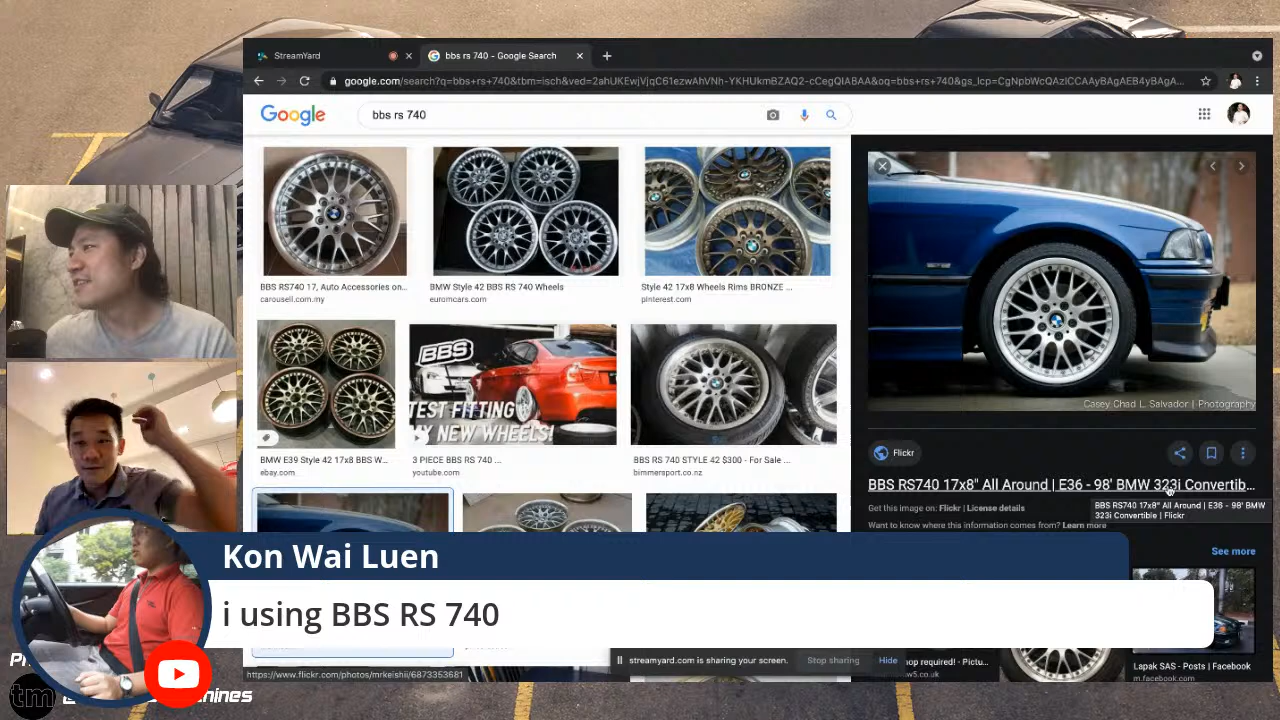 StreamYard
bbs rs 740 - Google Search
google.com/search?q=bbs+rs+740&tbm=isch&ved=2ahUKEwjVjqC61ezwAhVNh-YKHUkmBZAQ2-cCegQIABAA&oq=bbs+rs+740&gs_lcp=CgNpbWcQAzICCAAyBAgAEB4yBAgA...
Google
bbs rs 740
BBS RS740 17, Auto Accessories on...
carousell.com.my
BMW Style 42 BBS RS 740 Wheels
euromcars.com
Style 42 17x8 Wheels Rims BRONZE ...
pinterest.com
BBS
TEST FITTING
MY NEW WHEELS!
BMW E39 Style 42 17x8 BBS W...
ebay.com
3 PIECE BBS RS 740 ...
youtube.com
BBS RS 740 STYLE 42 $300 - For Sale ...
bimmersport.co.nz
Casey Chad L. Salvador | Photography
Flickr
BBS RS740 17x8" All Around | E36 - 98' BMW 323i Convertib...
Get this image on: Flickr | License details
BBS RS740 17x8" All Around | E36 - 98' BMW
323i Convertible | Flickr
Want to know where this information comes from? Learn more
See more
Kon Wai Luen
i using BBS RS 740
streamyard.com is sharing your screen.
Stop sharing
Hide
hop required! · Pictu...
w5.co.uk
Lapak SAS - Posts | Facebook
m.facebook.com
https://www.flickr.com/photos/mrkeishii/6873353681
tm